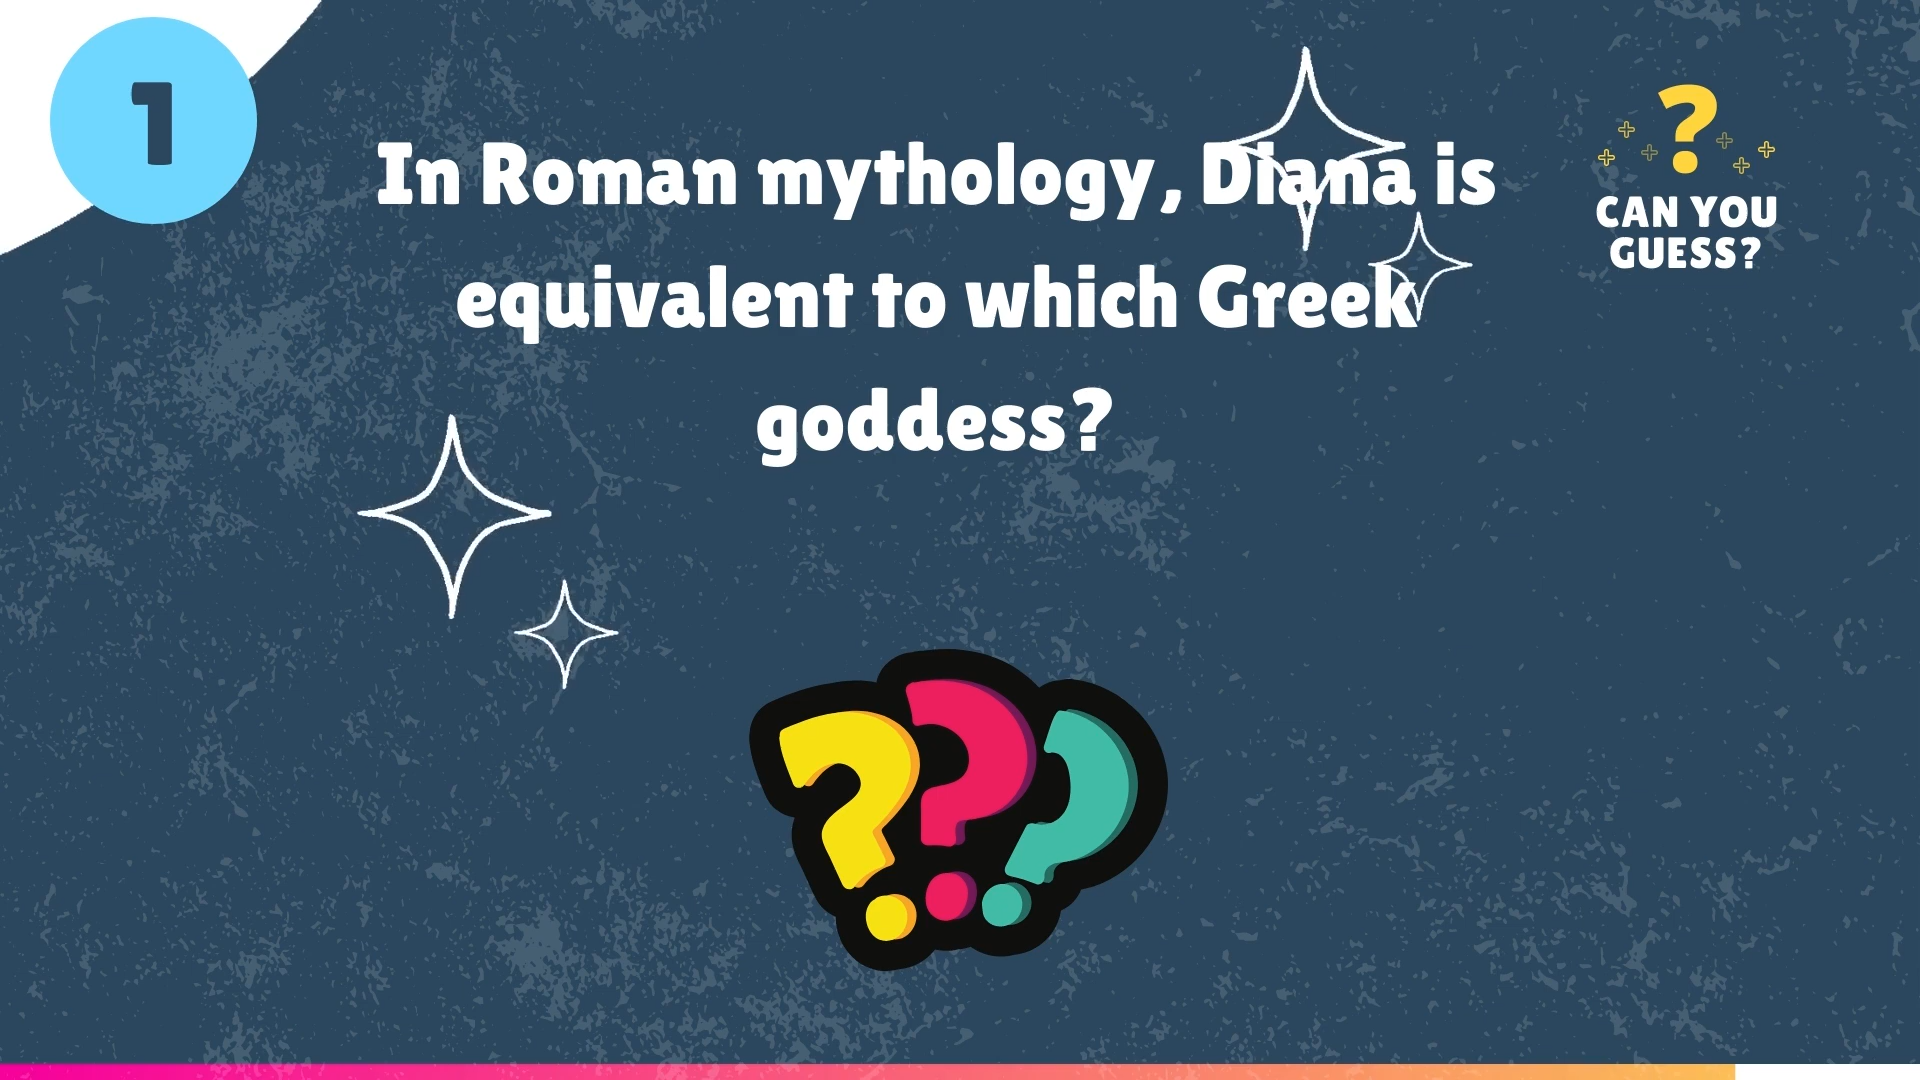 1
In Roman mythology, Diana is
equivalent to which Greek
goddess?
?
CAN YOU
GUESS?
???